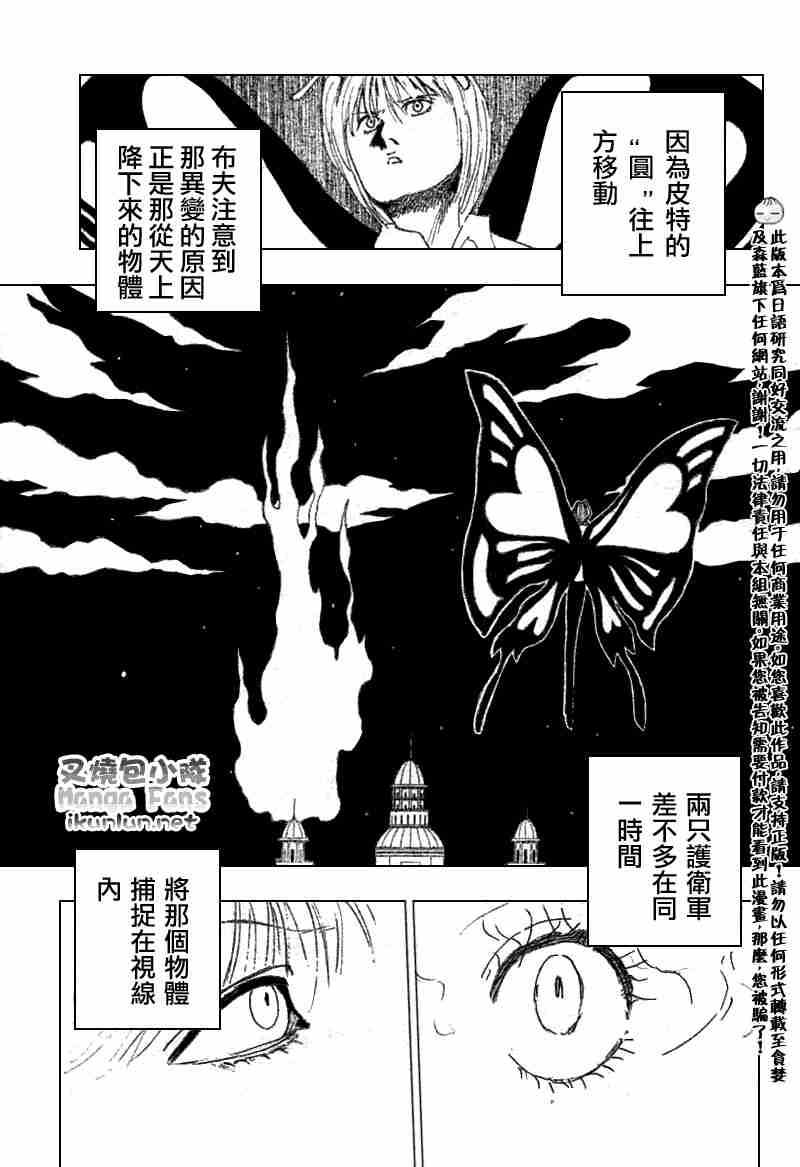 因為皮特的
“圓”往上
方移動
布夫注意到
那異變的原因
正是那從天上
降下來的物體
兩只護衛軍
差不多在同
一時間
將那個物體
捕捉在視線
內
叉燒包小隊
Manga Fans
ikunlun.net
此版本爲日語研究同好交流之用，請勿用于任何商業用途，如您喜歡此作品，請支持正版！請勿以任何形式轉載至貪婪
及森藍旗下任何網站，謝謝！一切法律責任與本組無關。如果您被告知需要付款才能看到此漫畫，那麼，您被騙了！